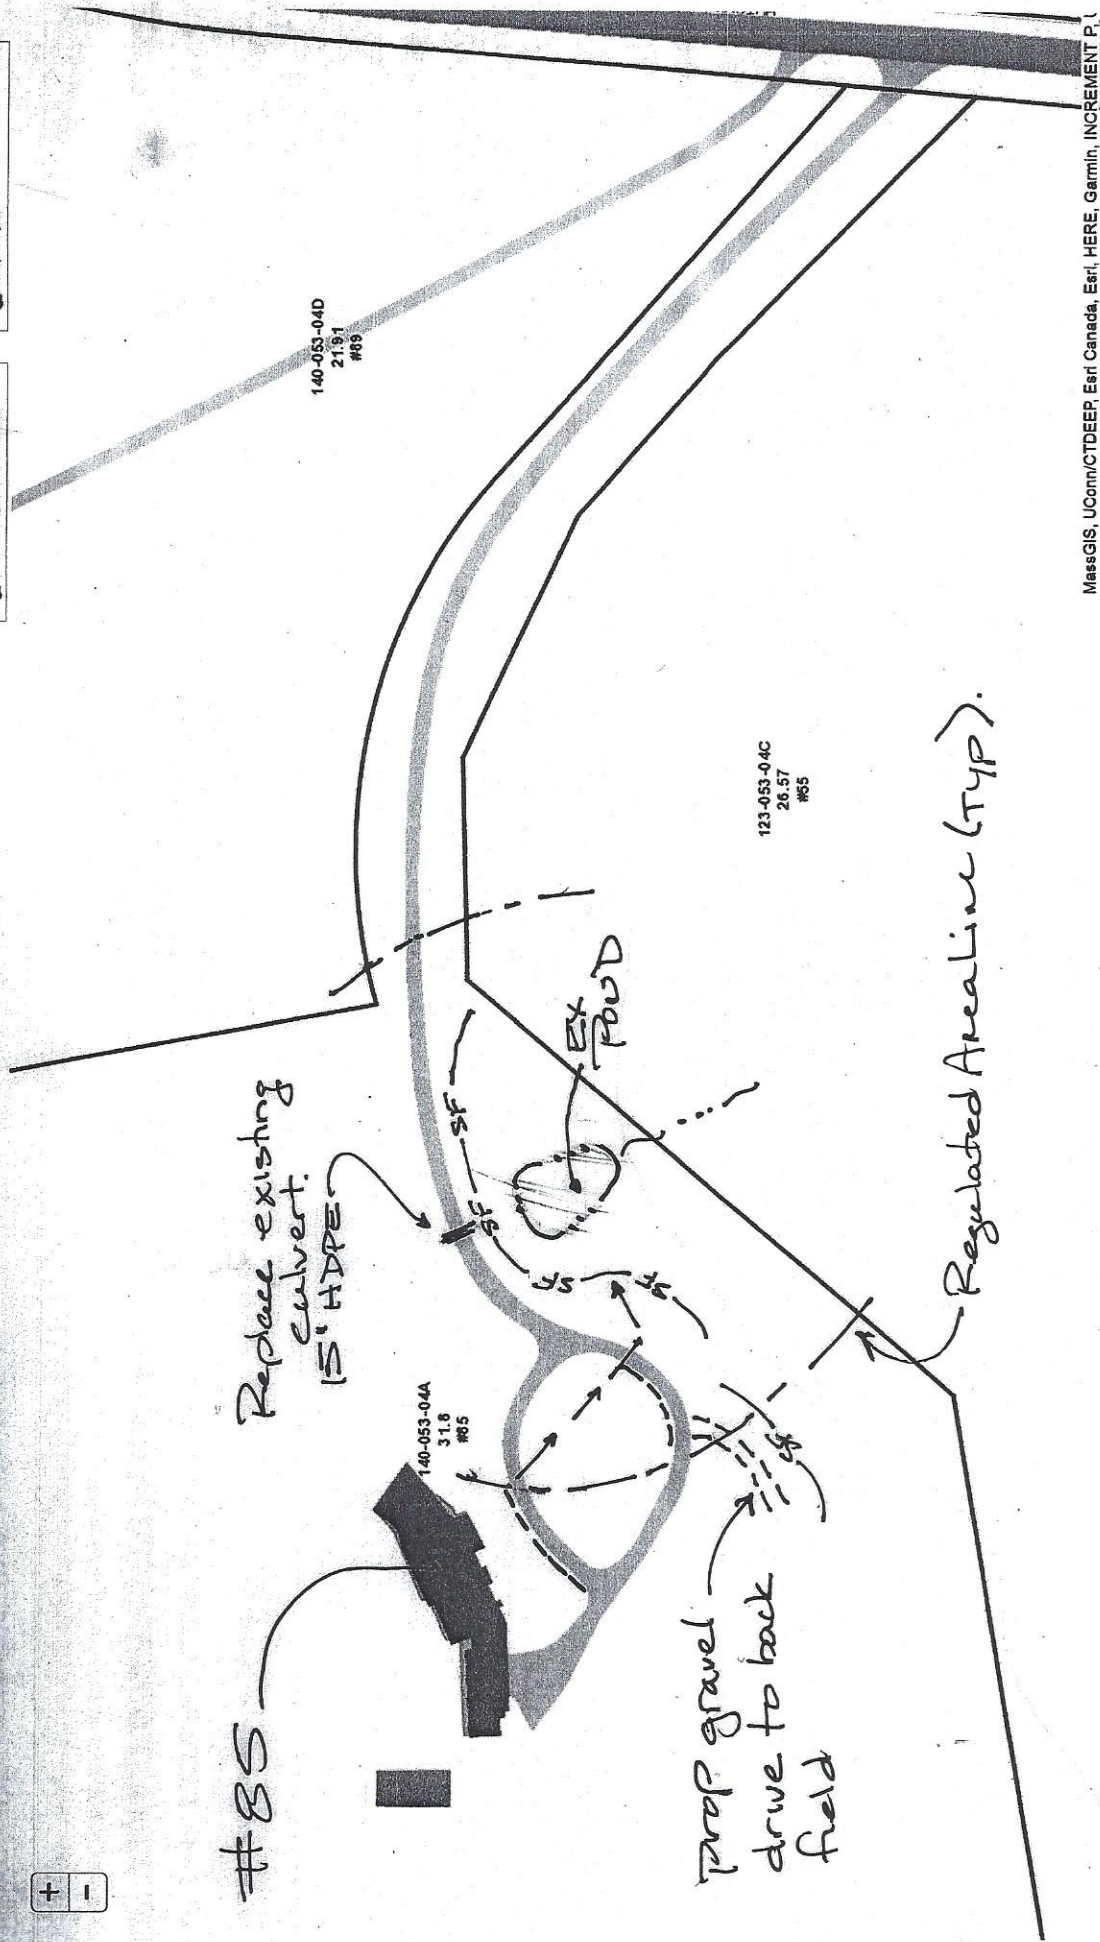 140-053-04D
21.91
#89
Replace existing
culvert.
15" HDPE
SF
SF
SF
SF
EX
POND
140-053-04A
31.8
#85
#85
SF
prop gravel
drive to back
field
123-053-04C
26.57
#55
Regulated Area Line (TYP).
MassGIS, UConn/CTDEEP, Esri Canada, Esri, HERE, Garmin, INCREMENT P,
+
-